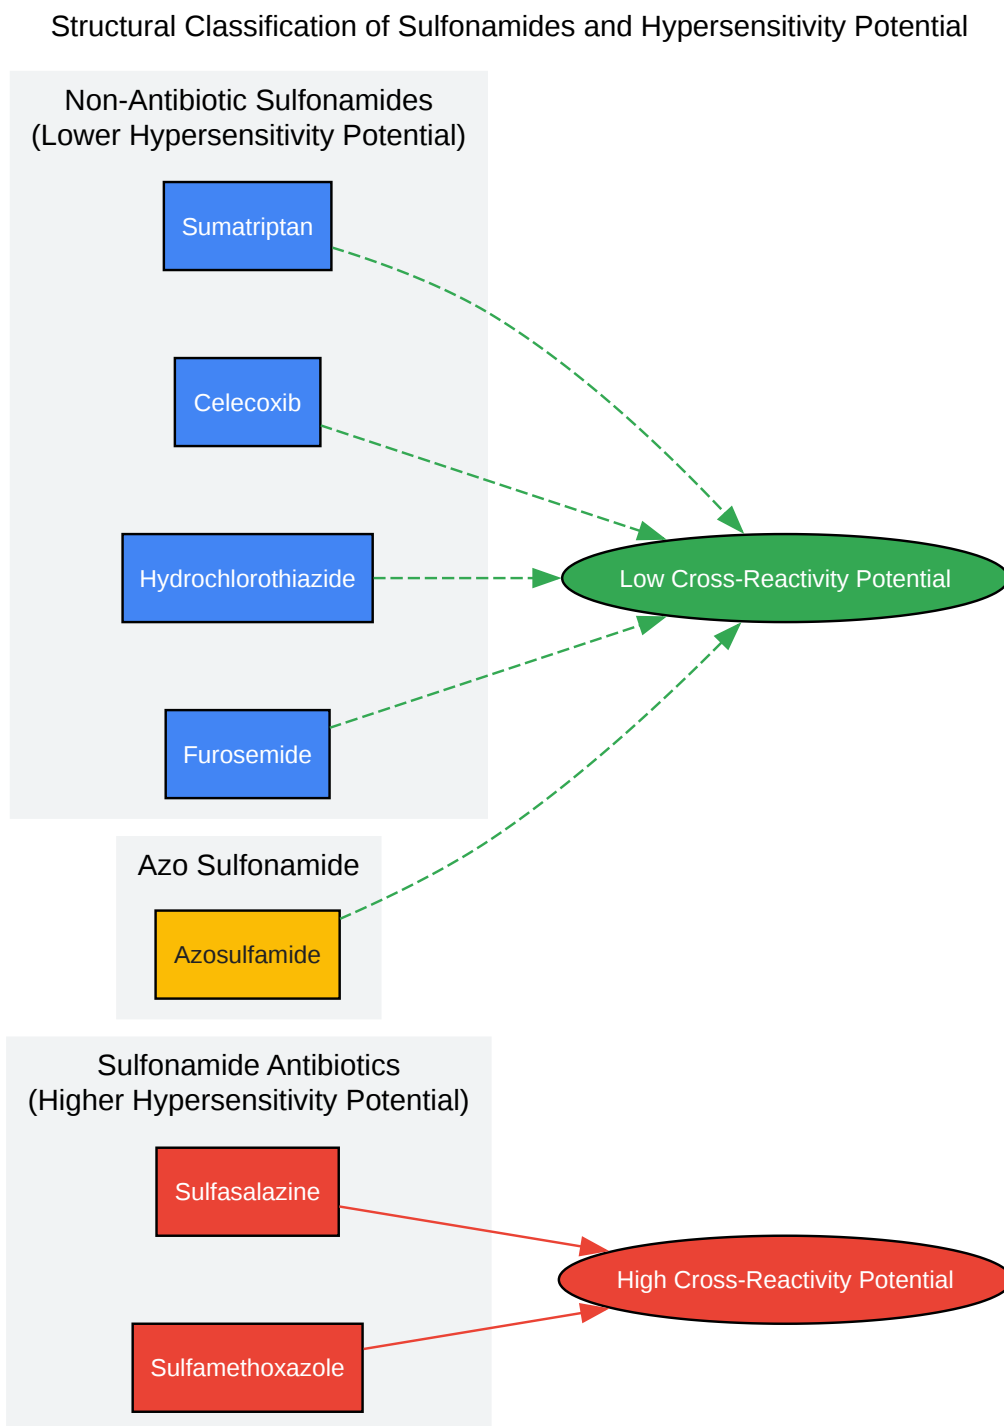 Structural Classification of Sulfonamides and Hypersensitivity Potential
Non-Antibiotic Sulfonamides
(Lower Hypersensitivity Potential)
Sumatriptan
Celecoxib
Hydrochlorothiazide
Low Cross-Reactivity Potential
Furosemide
Azo Sulfonamide
Azosulfamide
Sulfonamide Antibiotics
(Higher Hypersensitivity Potential)
Sulfasalazine
High Cross-Reactivity Potential
Sulfamethoxazole